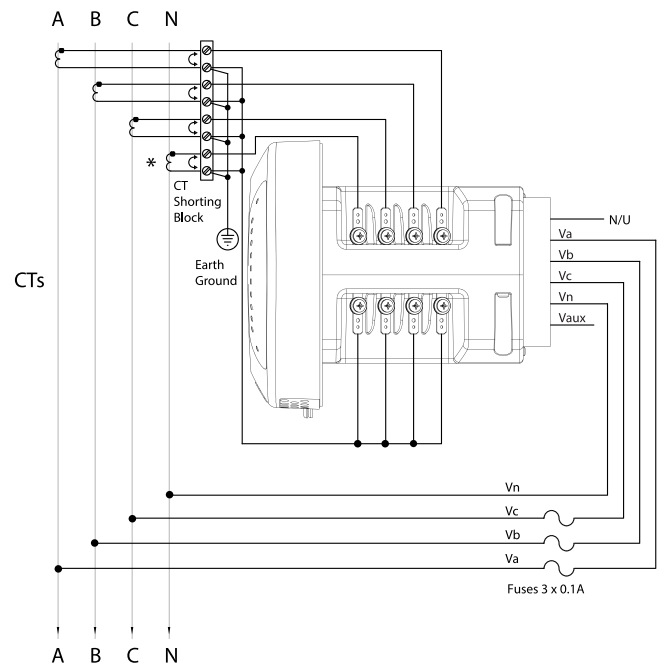 A B C N
*
CT
Shorting
Block
Earth
Ground
CTs
N/U
Va
Vb
Vc
Vn
Vaux
Vn
Vc
Vb
Va
Fuses 3 x 0.1A
A B C N